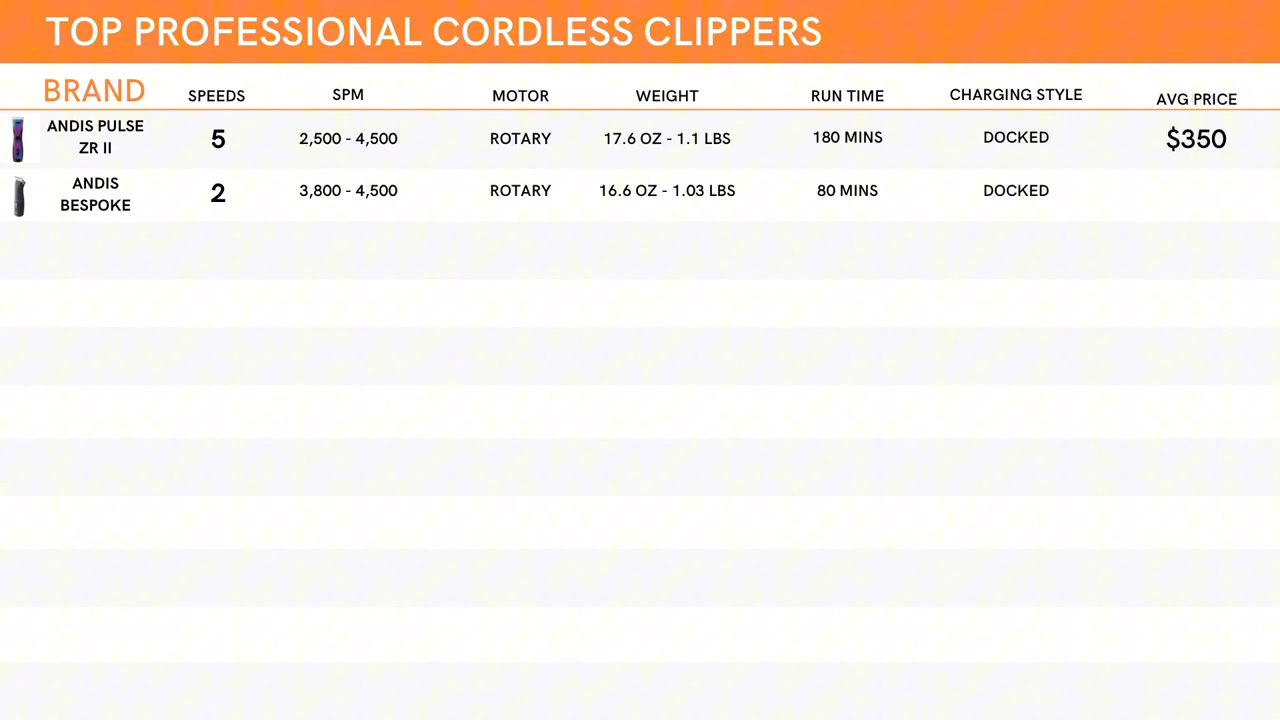 TOP PROFESSIONAL CORDLESS CLIPPERS
BRAND SPEEDS SPM MOTOR WEIGHT RUN TIME CHARGING STYLE AVG PRICE
ANDIS PULSE
ZR II
5 2,500 - 4,500 ROTARY 17.6 OZ - 1.1 LBS 180 MINS DOCKED $350
ANDIS
BESPOKE
2 3,800 - 4,500 ROTARY 16.6 OZ - 1.03 LBS 80 MINS DOCKED